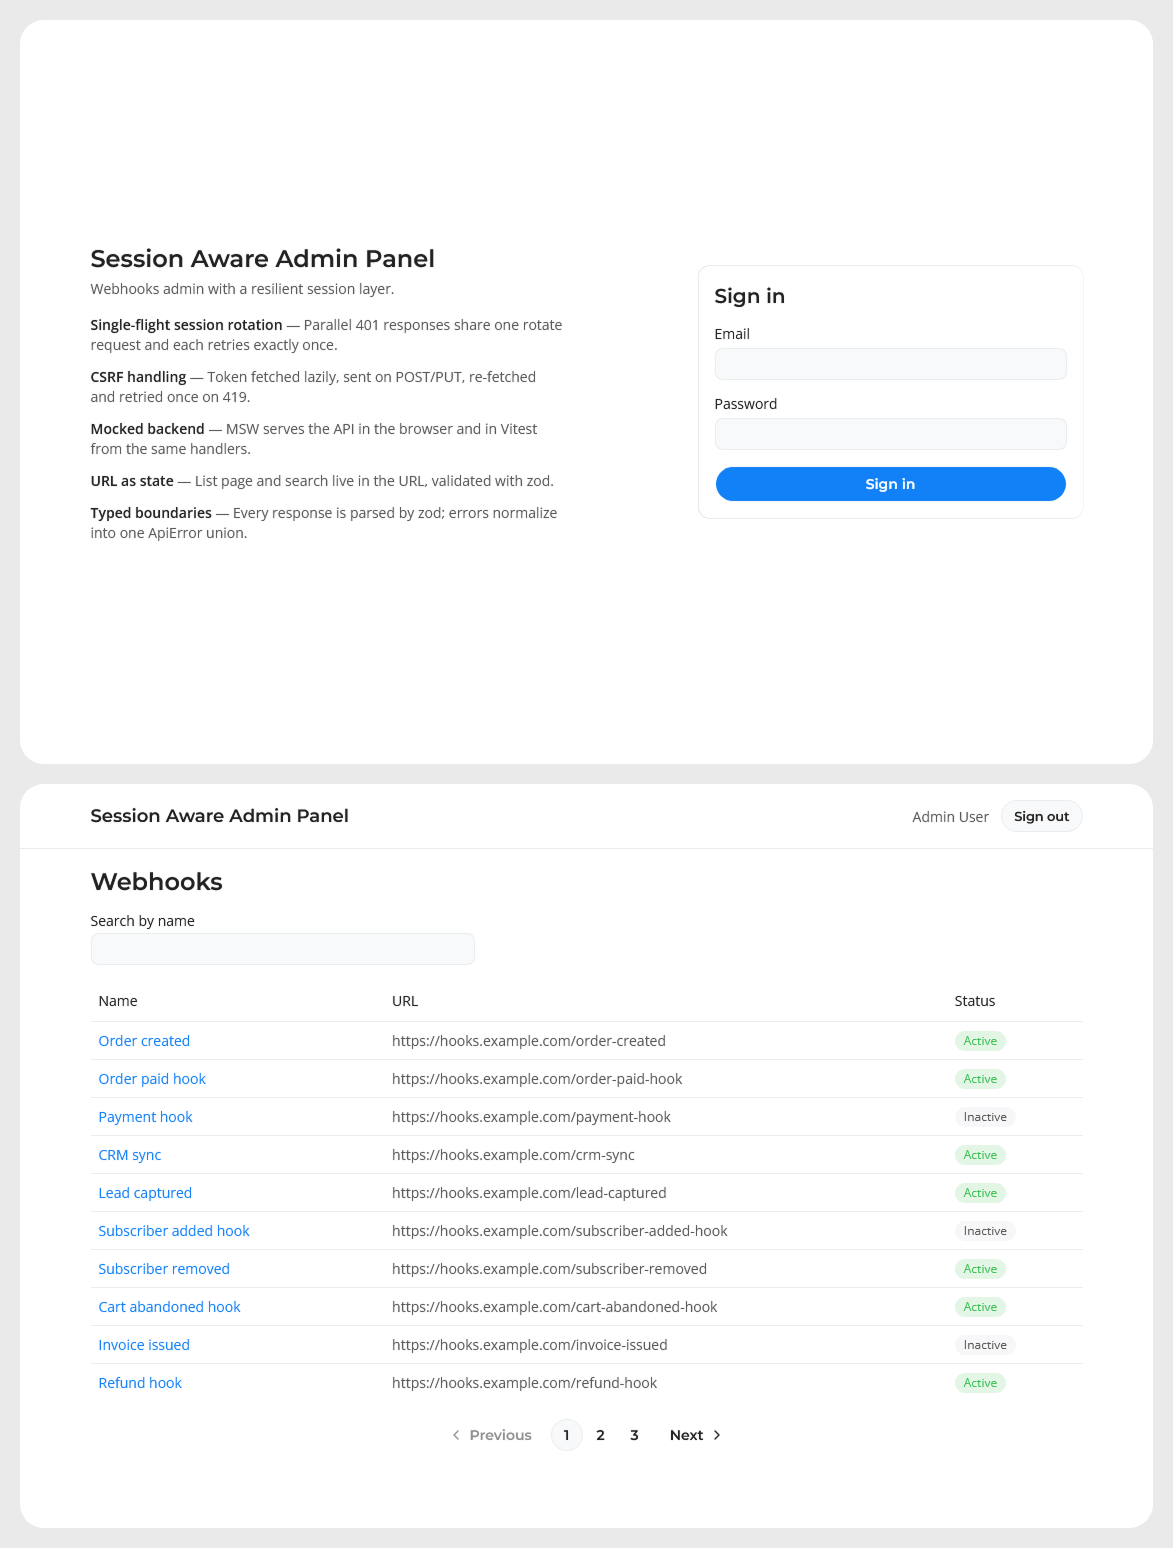 Session Aware Admin Panel
Webhooks admin with a resilient session layer.
Single-flight session rotation — Parallel 401 responses share one rotate
request and each retries exactly once.
CSRF handling — Token fetched lazily, sent on POST/PUT, re-fetched
and retried once on 419.
Mocked backend — MSW serves the API in the browser and in Vitest
from the same handlers.
URL as state — List page and search live in the URL, validated with zod.
Typed boundaries — Every response is parsed by zod; errors normalize
into one ApiError union.
Sign in
Email
Password
Sign in
Session Aware Admin Panel
Admin User Sign out
Webhooks
Search by name
Name URL Status
Order created https://hooks.example.com/order-created Active
Order paid hook https://hooks.example.com/order-paid-hook Active
Payment hook https://hooks.example.com/payment-hook Inactive
CRM sync https://hooks.example.com/crm-sync Active
Lead captured https://hooks.example.com/lead-captured Active
Subscriber added hook https://hooks.example.com/subscriber-added-hook Inactive
Subscriber removed https://hooks.example.com/subscriber-removed Active
Cart abandoned hook https://hooks.example.com/cart-abandoned-hook Active
Invoice issued https://hooks.example.com/invoice-issued Inactive
Refund hook https://hooks.example.com/refund-hook Active
Previous 1 2 3 Next